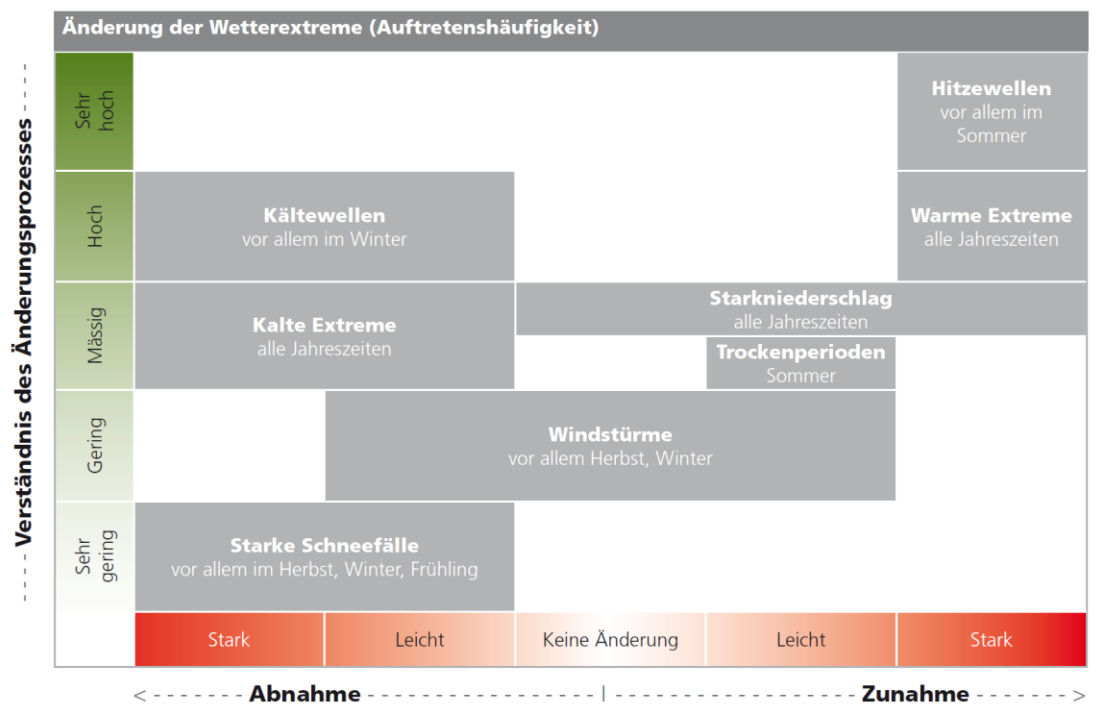 Änderung der Wetterextreme (Auftretenshäufigkeit)
Verständnis des Änderungsprozesses
Sehr
hoch
Hitzewellen
vor allem im
Sommer
Hoch
Kältewellen
vor allem im Winter
Warme Extreme
alle Jahreszeiten
Mässig
Kalte Extreme
alle Jahreszeiten
Starkniederschlag
alle Jahreszeiten
Trockenperioden
Sommer
Gering
Windstürme
vor allem Herbst, Winter
Sehr
gering
Starke Schneefälle
vor allem im Herbst, Winter, Frühling
Stark
Leicht
Keine Änderung
Leicht
Stark
Abnahme
Zunahme